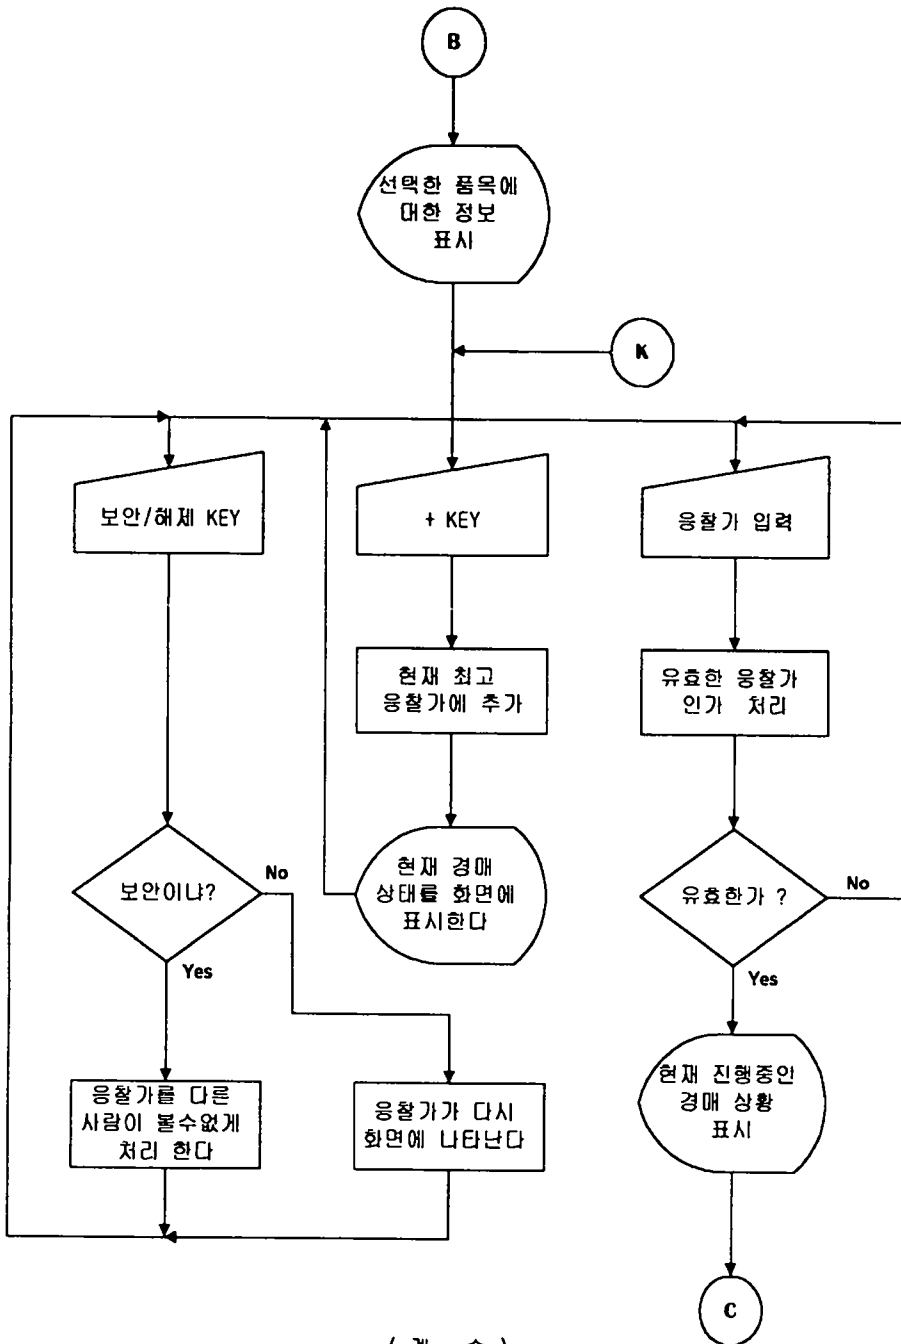 B
선택한 품목에
대한 정보
표시
K
보안/해제 KEY
+ KEY
응찰가 입력
현재 최고
응찰가에 추가
유효한 응찰가
인가 처리
보안이냐?
No
Yes
현재 경매
상태를 화면에
표시한다
유효한가 ?
No
Yes
응찰가를 다른
사람이 볼수없게
처리 한다
응찰가가 다시
화면에 나타난다
현재 진행중인
경매 상황
표시
C